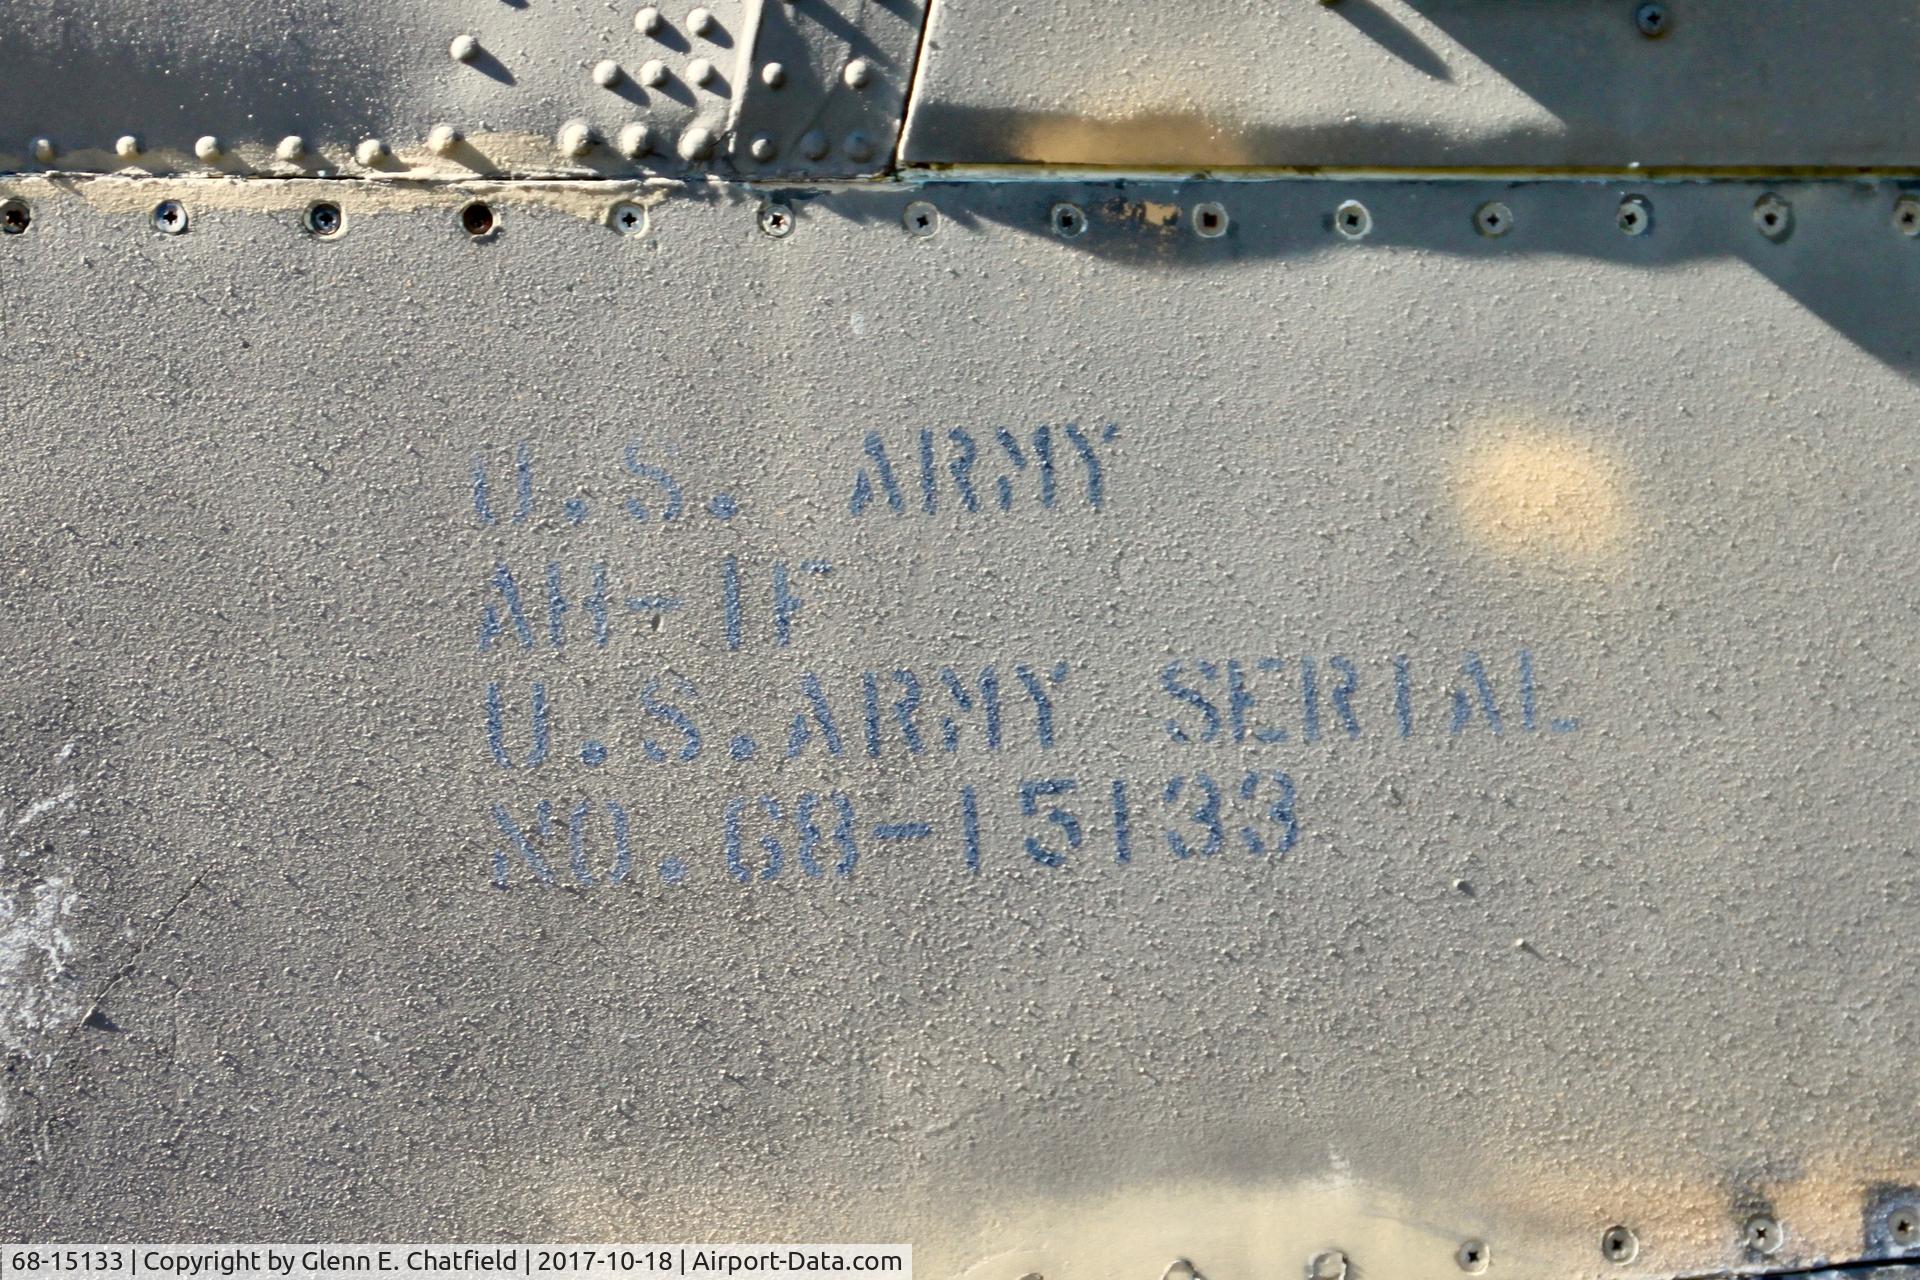 U.S. ARMY
AH-1F
U.S.ARMY SERIAL
NO.68-15133
68-15133 | Copyright by Glenn E. Chatfield | 2017-10-18 | Airport-Data.com